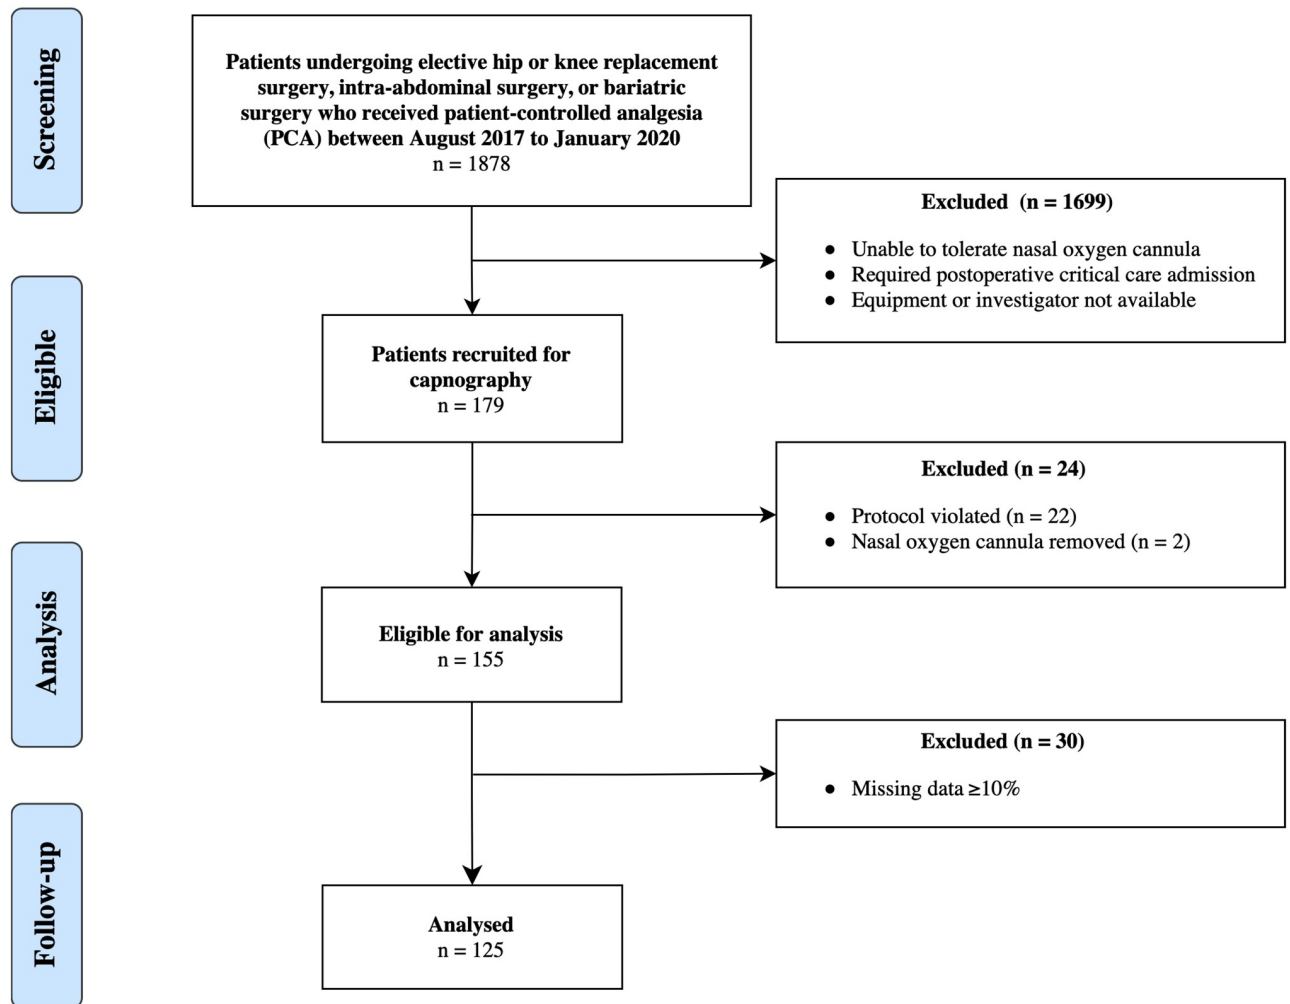 Screening
Patients undergoing elective hip or knee replacement
surgery, intra-abdominal surgery, or bariatric
surgery who received patient-controlled analgesia
(PCA) between August 2017 to January 2020
n = 1878
Excluded (n = 1699)
● Unable to tolerate nasal oxygen cannula
● Required postoperative critical care admission
● Equipment or investigator not available
Eligible
Patients recruited for
capnography
n = 179
Excluded (n = 24)
● Protocol violated (n = 22)
● Nasal oxygen cannula removed (n = 2)
Analysis
Eligible for analysis
n = 155
Excluded (n = 30)
● Missing data ≥10%
Follow-up
Analysed
n = 125